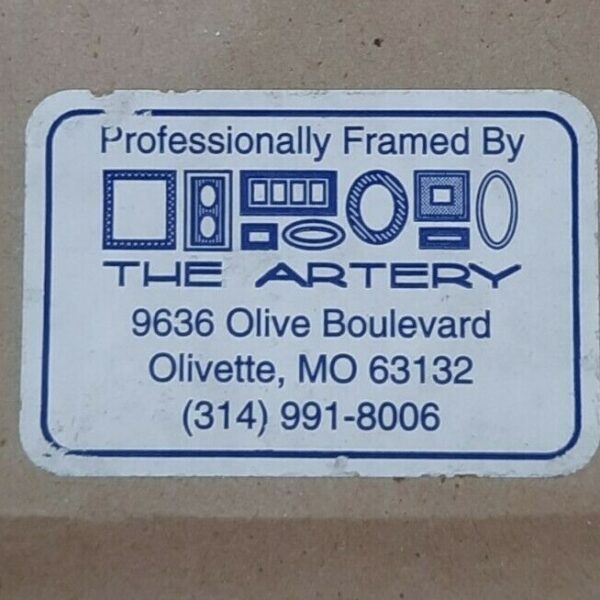 Professionally Framed By
THE ARTERY
9636 Olive Boulevard
Olivette, MO 63132
(314) 991-8006